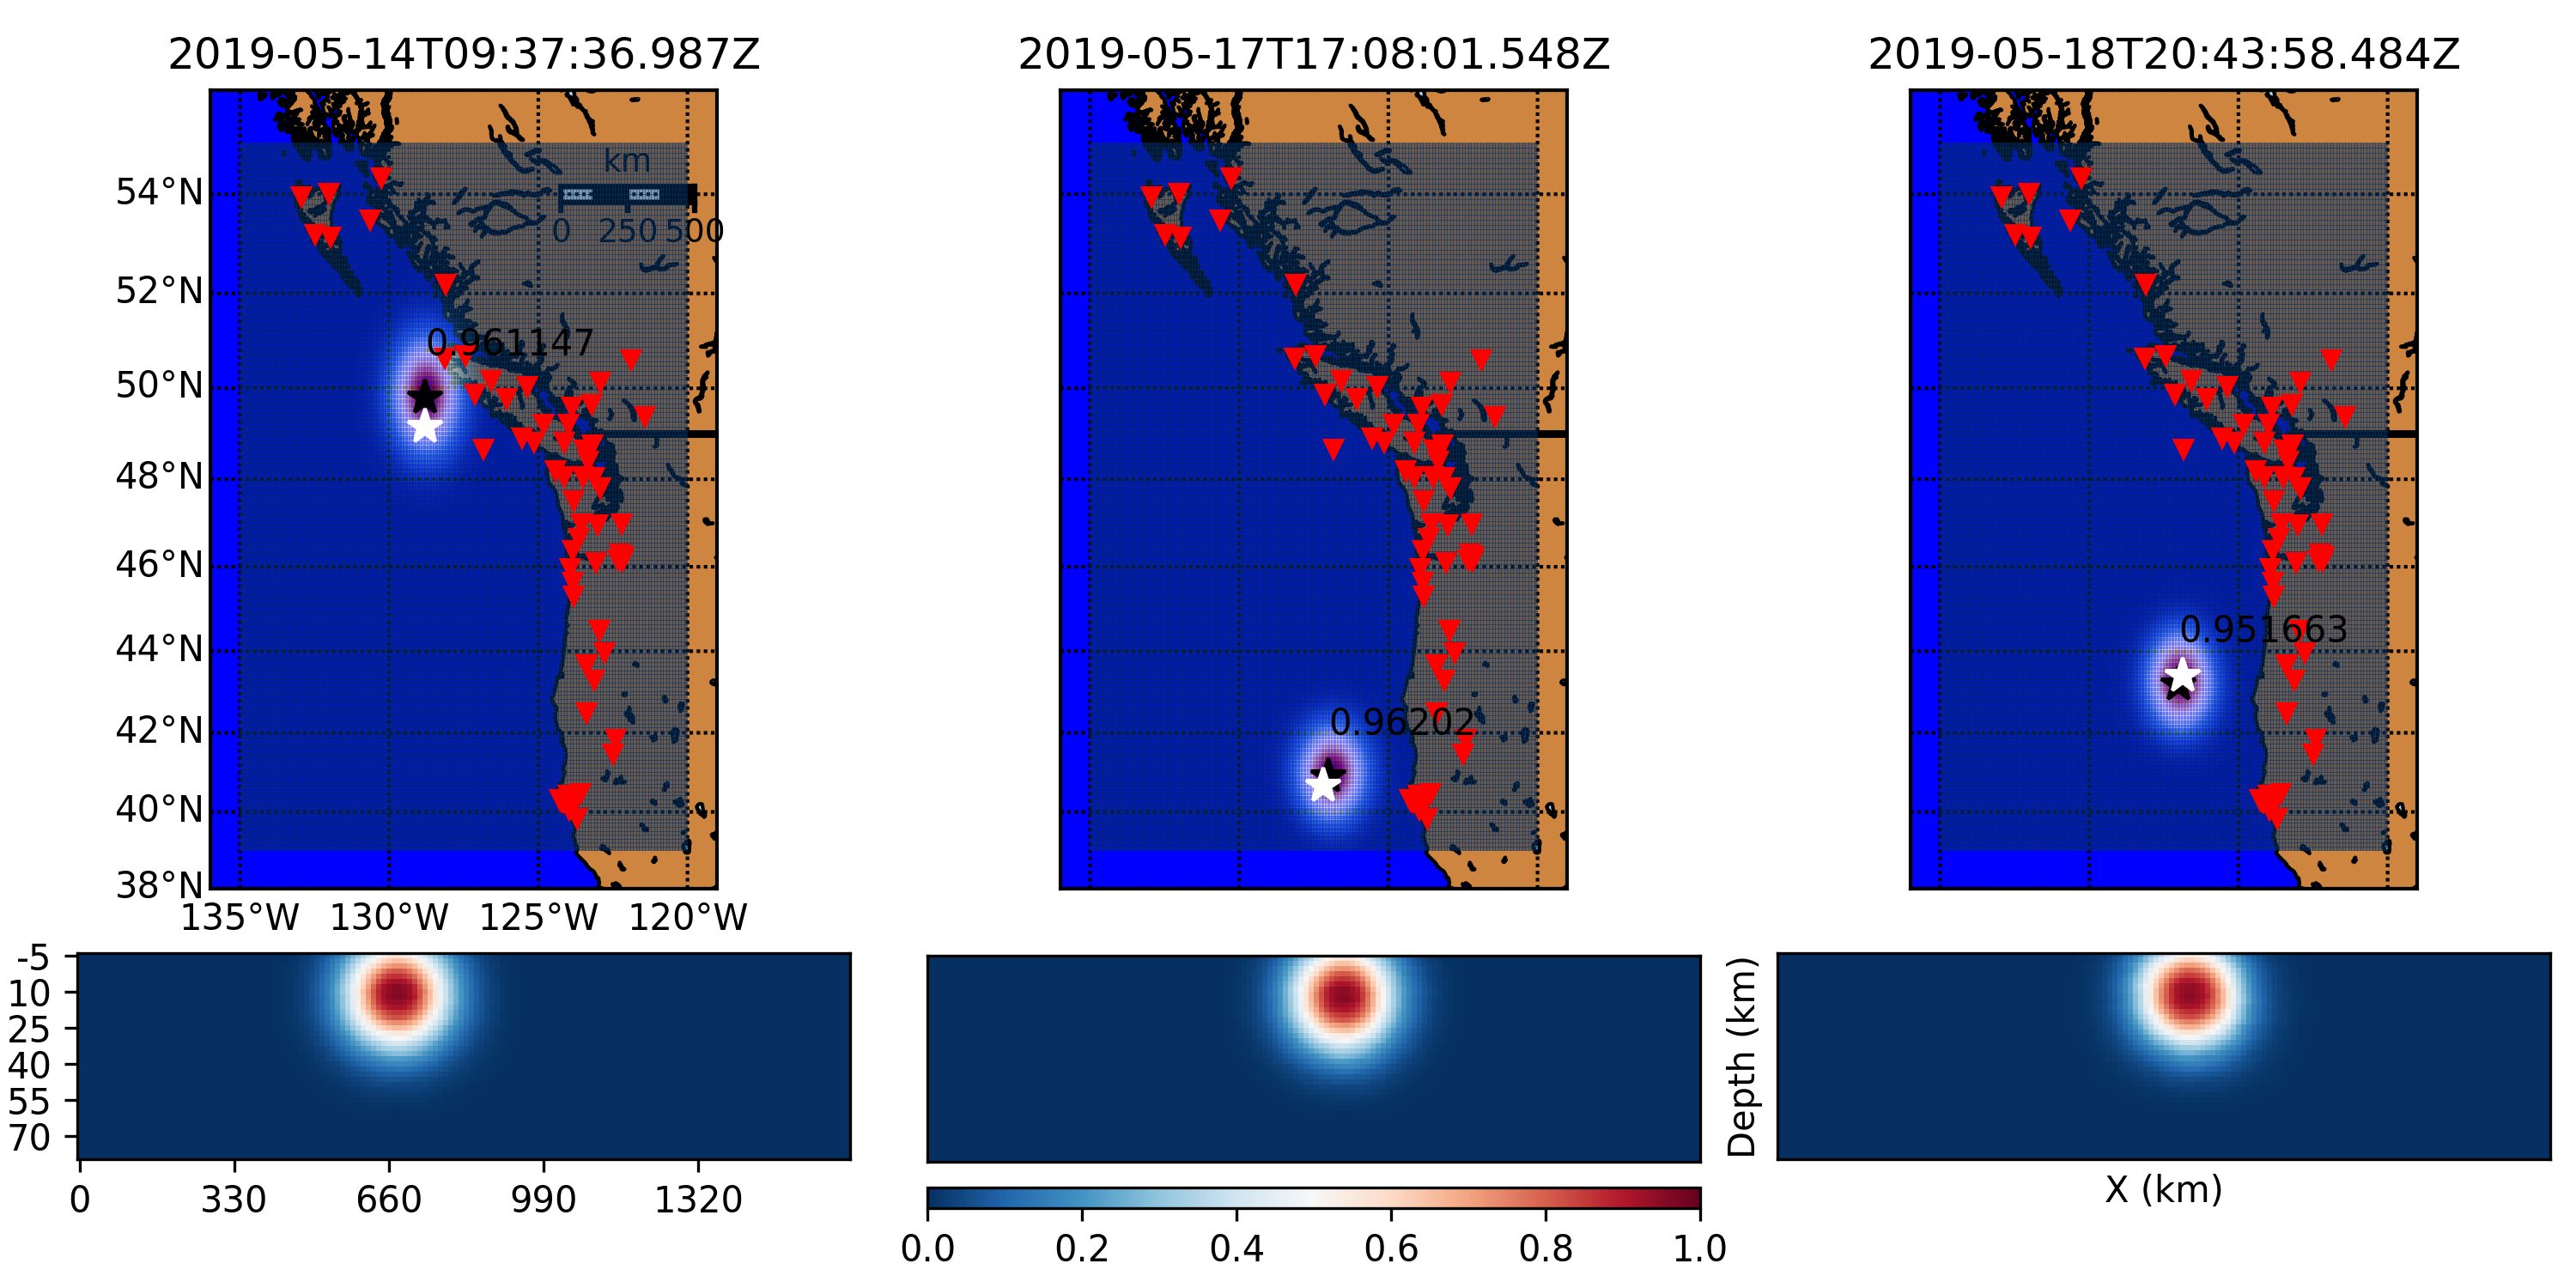 2019-05-14T09:37:36.987Z
2019-05-17T17:08:01.548Z
2019-05-18T20:43:58.484Z
km
0 250 500
54°N
52°N
50°N
48°N
46°N
44°N
42°N
40°N
38°N
0.961147
0.96202
0.951663
135°W 130°W 125°W 120°W
-5
10
25
40
55
70
0 330 660 990 1320
0.0 0.2 0.4 0.6 0.8 1.0
Depth (km)
X (km)